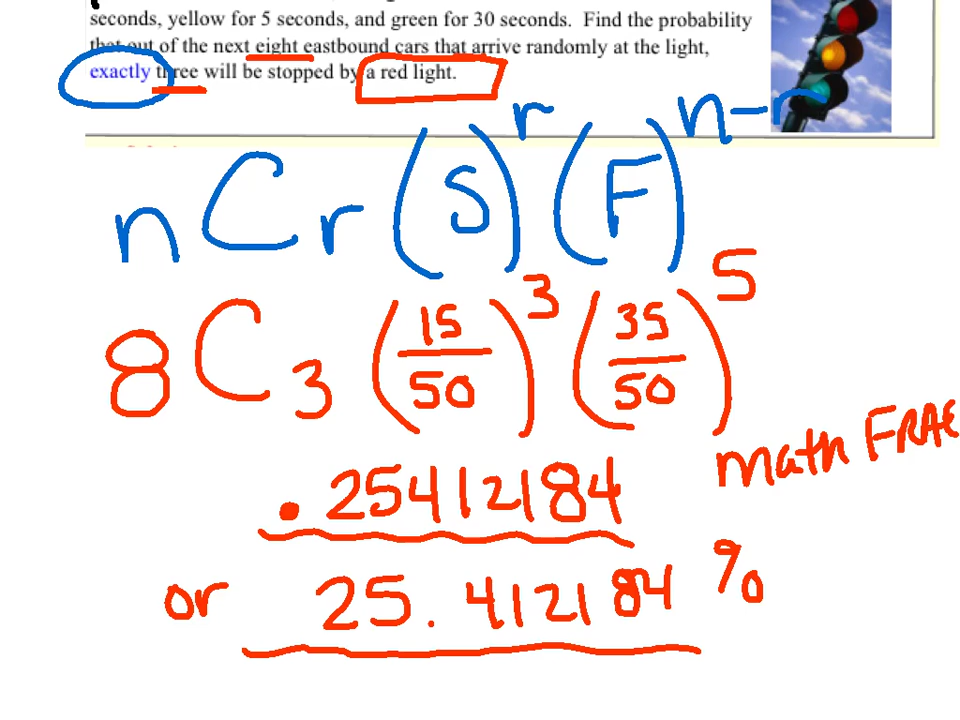 seconds, yellow for 5 seconds, and green for 30 seconds. Find the probability
that out of the next eight eastbound cars that arrive randomly at the light,
exactly three will be stopped by a red light.
nCr(S)^r(F)^n-r
8C3(15/50)^3(35/50)^5
math FRAC
.25412184
or 25.412184 %